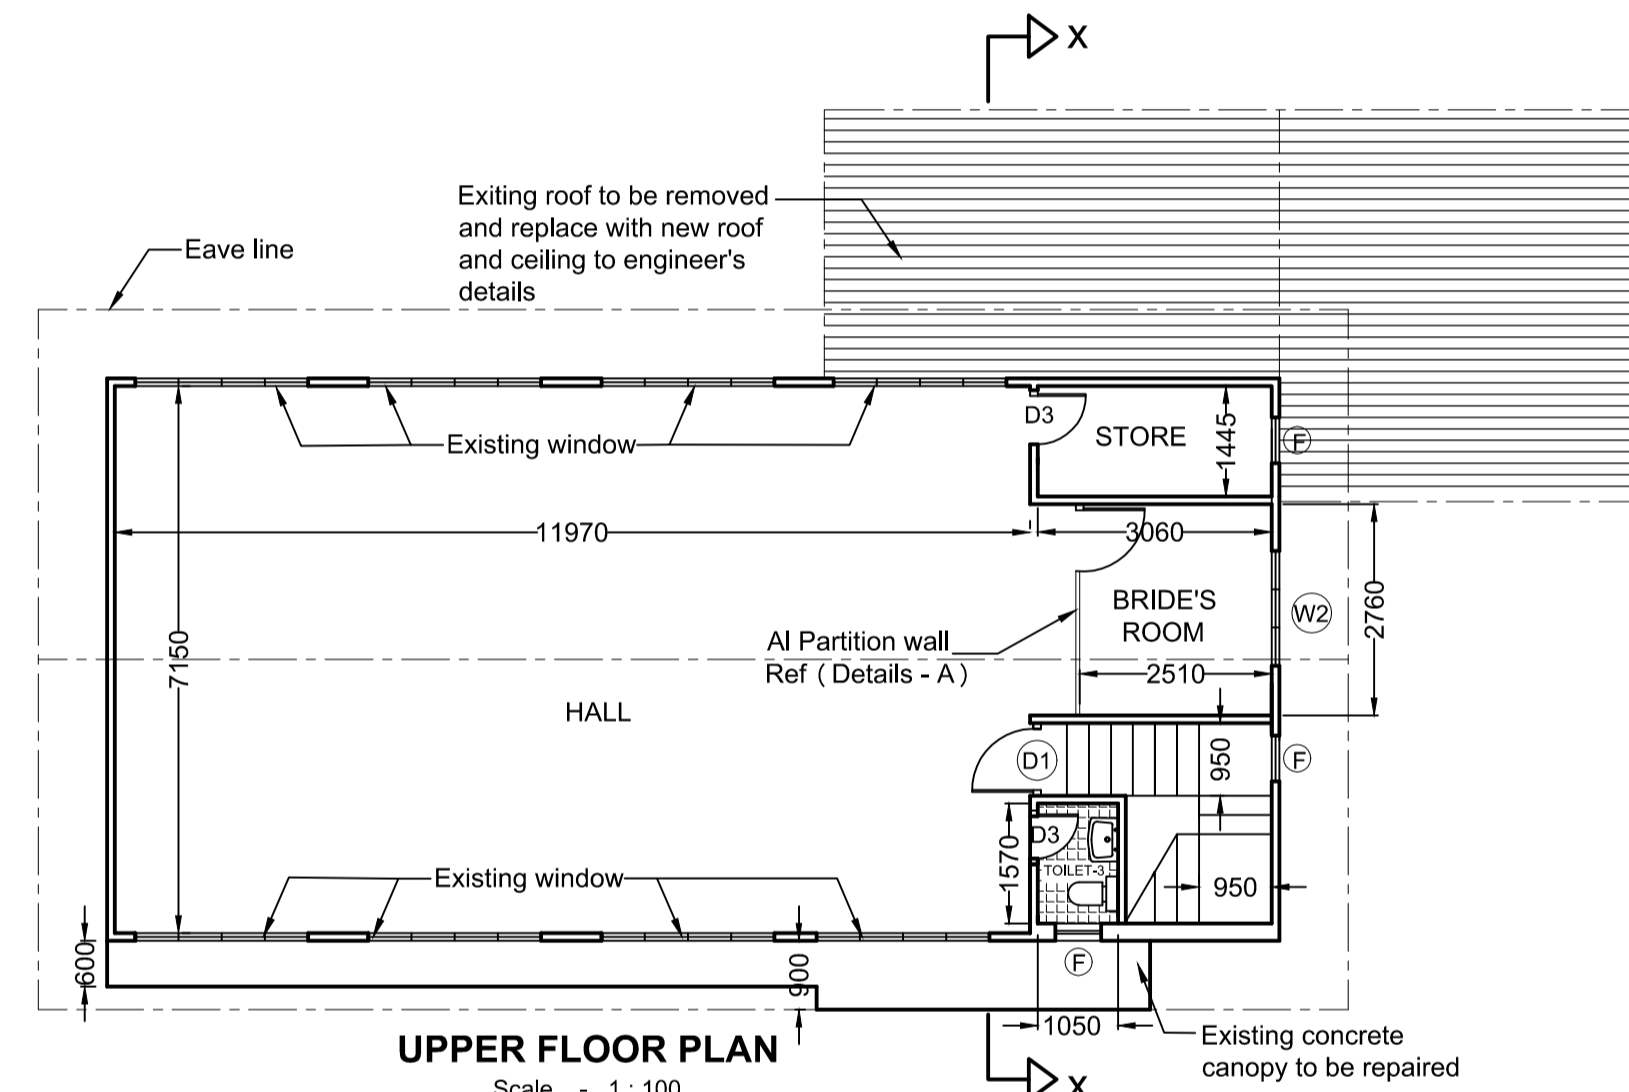 X
Exiting roof to be removed
and replace with new roof
and ceiling to engineer's
details
Eave line
D3
STORE
1445
F
Existing window
11970
3060
BRIDE'S
ROOM
W2
2760
7150
Al Partition wall
Ref ( Details - A )
2510
HALL
D1
950
F
1570
D3
TOILET-3
950
Existing window
600
900
F
1050
Existing concrete
canopy to be repaired
UPPER FLOOR PLAN
Scale - 1 : 100
X